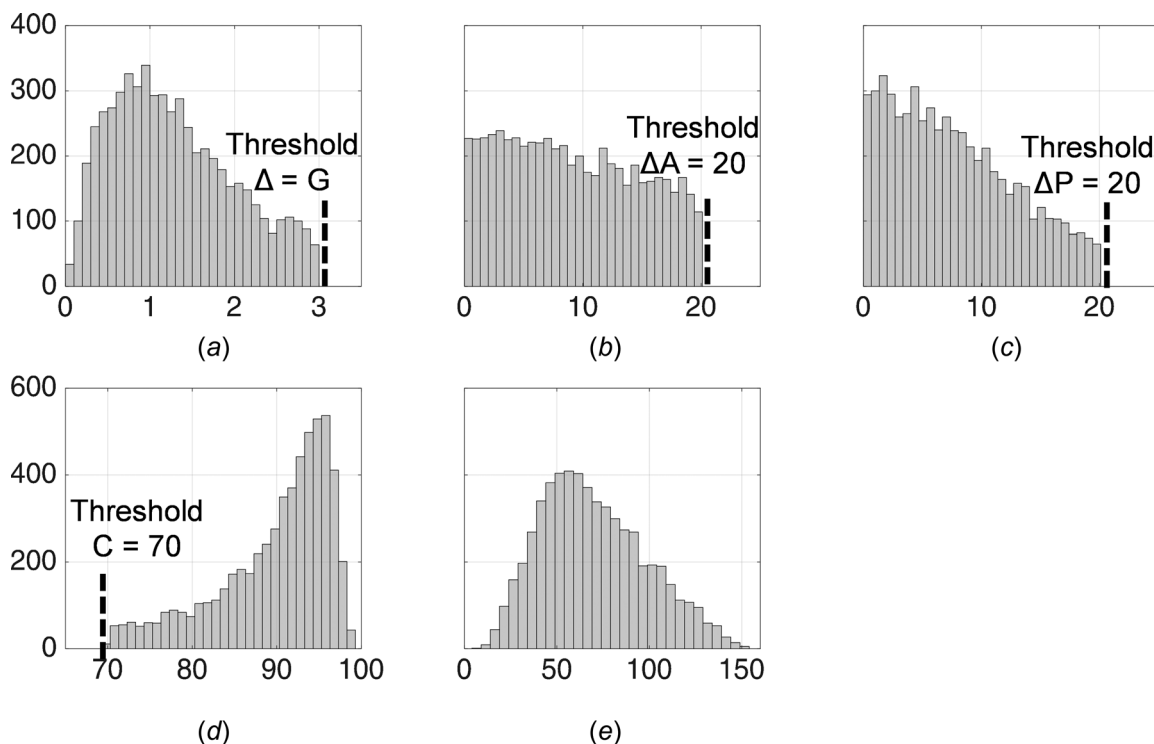 400
300
200
100
0
Threshold
Δ = G
0 1 2 3
(a)
Threshold
ΔA = 20
0 10 20
(b)
Threshold
ΔP = 20
0 10 20
(c)
600
400
200
0
Threshold
C = 70
70 80 90 100
(d)
0 50 100 150
(e)